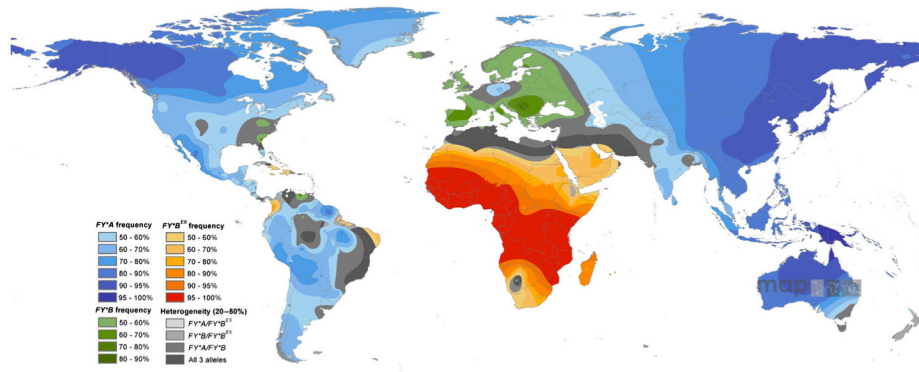 FY*A frequency
50 - 60%
60 - 70%
70 - 80%
80 - 90%
90 - 95%
95 - 100%
FY*B frequency
50 - 60%
60 - 70%
70 - 80%
80 - 90%
FY*B^ES frequency
50 - 60%
60 - 70%
70 - 80%
80 - 90%
90 - 95%
95 - 100%
Heterogeneity (20–50%)
FY*A/FY*B^ES
FY*B/FY*B^ES
FY*A/FY*B
All 3 alleles
map